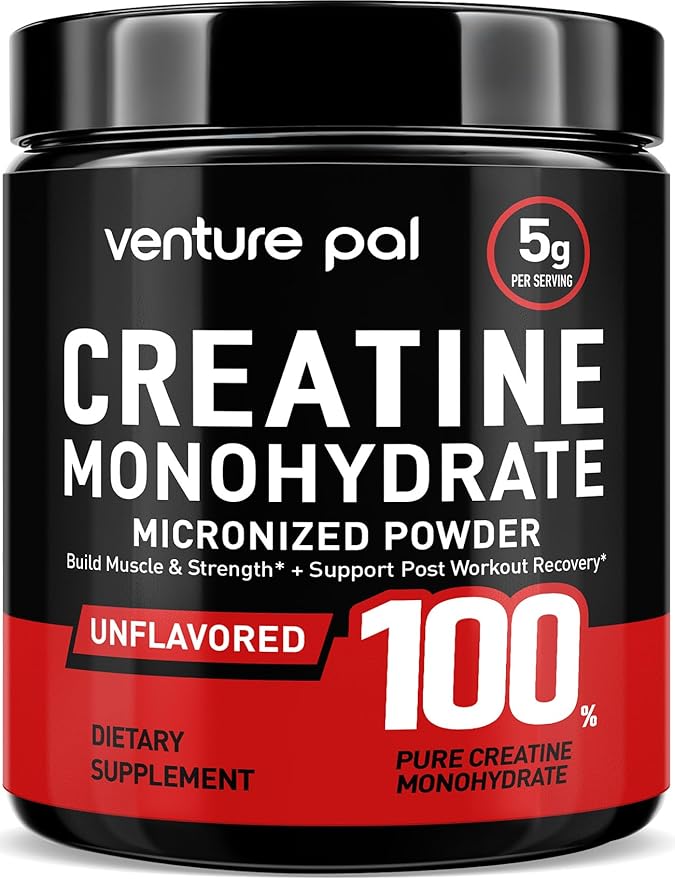 venture pal
5g
PER SERVING
CREATINE
MONOHYDRATE
MICRONIZED POWDER
Build Muscle & Strength* + Support Post Workout Recovery*
UNFLAVORED
100%
DIETARY
SUPPLEMENT
PURE CREATINE
MONOHYDRATE